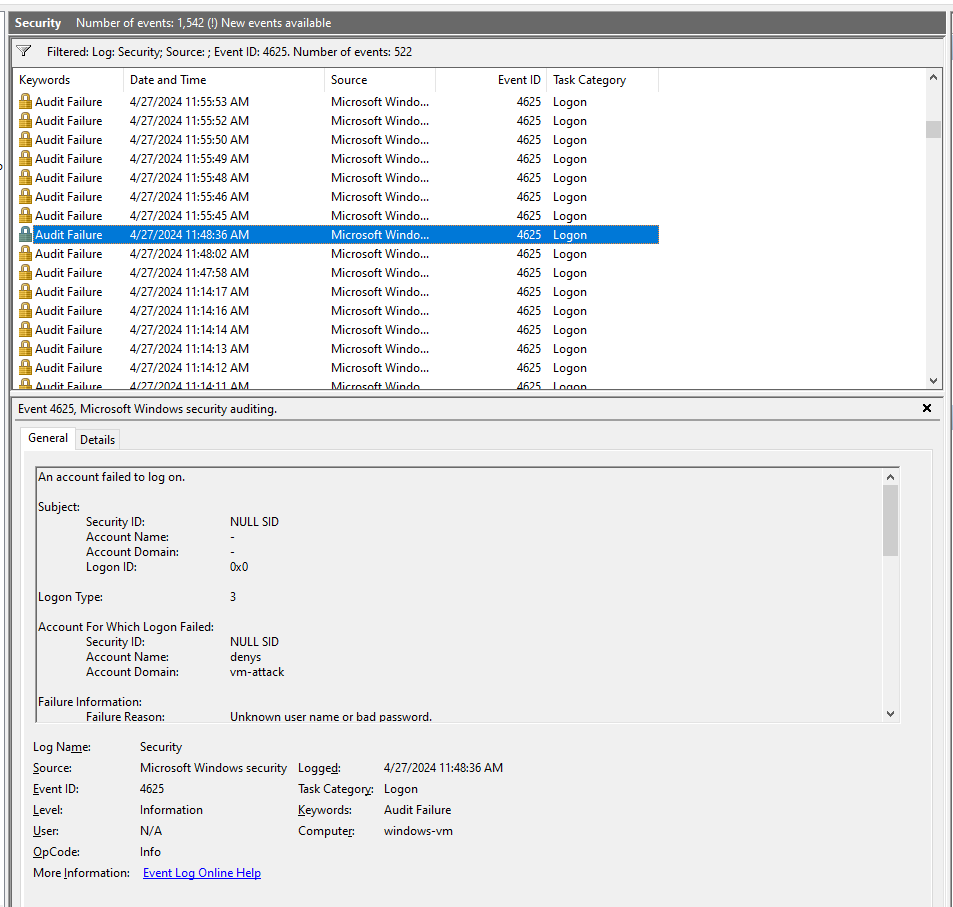 Security Number of events: 1,542 (!) New events available
Filtered: Log: Security; Source: ; Event ID: 4625. Number of events: 522
Keywords Date and Time Source Event ID Task Category
Audit Failure 4/27/2024 11:55:53 AM Microsoft Windo... 4625 Logon
Audit Failure 4/27/2024 11:55:52 AM Microsoft Windo... 4625 Logon
Audit Failure 4/27/2024 11:55:50 AM Microsoft Windo... 4625 Logon
Audit Failure 4/27/2024 11:55:49 AM Microsoft Windo... 4625 Logon
Audit Failure 4/27/2024 11:55:48 AM Microsoft Windo... 4625 Logon
Audit Failure 4/27/2024 11:55:46 AM Microsoft Windo... 4625 Logon
Audit Failure 4/27/2024 11:55:45 AM Microsoft Windo... 4625 Logon
Audit Failure 4/27/2024 11:48:36 AM Microsoft Windo... 4625 Logon
Audit Failure 4/27/2024 11:48:02 AM Microsoft Windo... 4625 Logon
Audit Failure 4/27/2024 11:47:58 AM Microsoft Windo... 4625 Logon
Audit Failure 4/27/2024 11:14:17 AM Microsoft Windo... 4625 Logon
Audit Failure 4/27/2024 11:14:16 AM Microsoft Windo... 4625 Logon
Audit Failure 4/27/2024 11:14:14 AM Microsoft Windo... 4625 Logon
Audit Failure 4/27/2024 11:14:13 AM Microsoft Windo... 4625 Logon
Audit Failure 4/27/2024 11:14:12 AM Microsoft Windo... 4625 Logon
Audit Failure 4/27/2024 11:14:11 AM Microsoft Windo... 4625 Logon
Event 4625, Microsoft Windows security auditing.
General Details
An account failed to log on.
Subject:
Security ID: NULL SID
Account Name: -
Account Domain: -
Logon ID: 0x0
Logon Type: 3
Account For Which Logon Failed:
Security ID: NULL SID
Account Name: denys
Account Domain: vm-attack
Failure Information:
Failure Reason: Unknown user name or bad password.
Log Name: Security
Source: Microsoft Windows security Logged: 4/27/2024 11:48:36 AM
Event ID: 4625 Task Category: Logon
Level: Information Keywords: Audit Failure
User: N/A Computer: windows-vm
OpCode: Info
More Information: Event Log Online Help